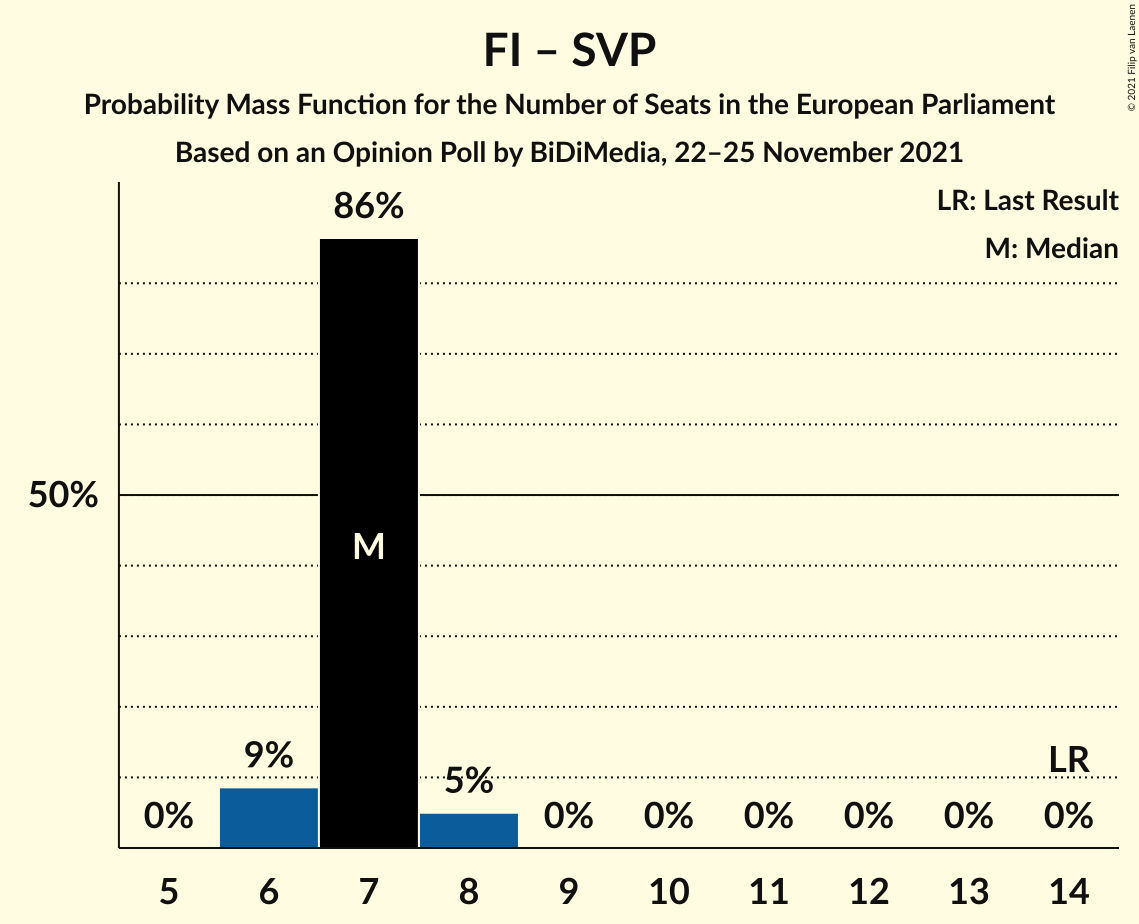 FI – SVP
Probability Mass Function for the Number of Seats in the European Parliament
Based on an Opinion Poll by BiDiMedia, 22–25 November 2021
© 2021 Filip van Laenen
LR: Last Result
M: Median
86%
50%
M
9%
5%
LR
0%
0%
0%
0%
0%
0%
0%
5
6
7
8
9
10
11
12
13
14